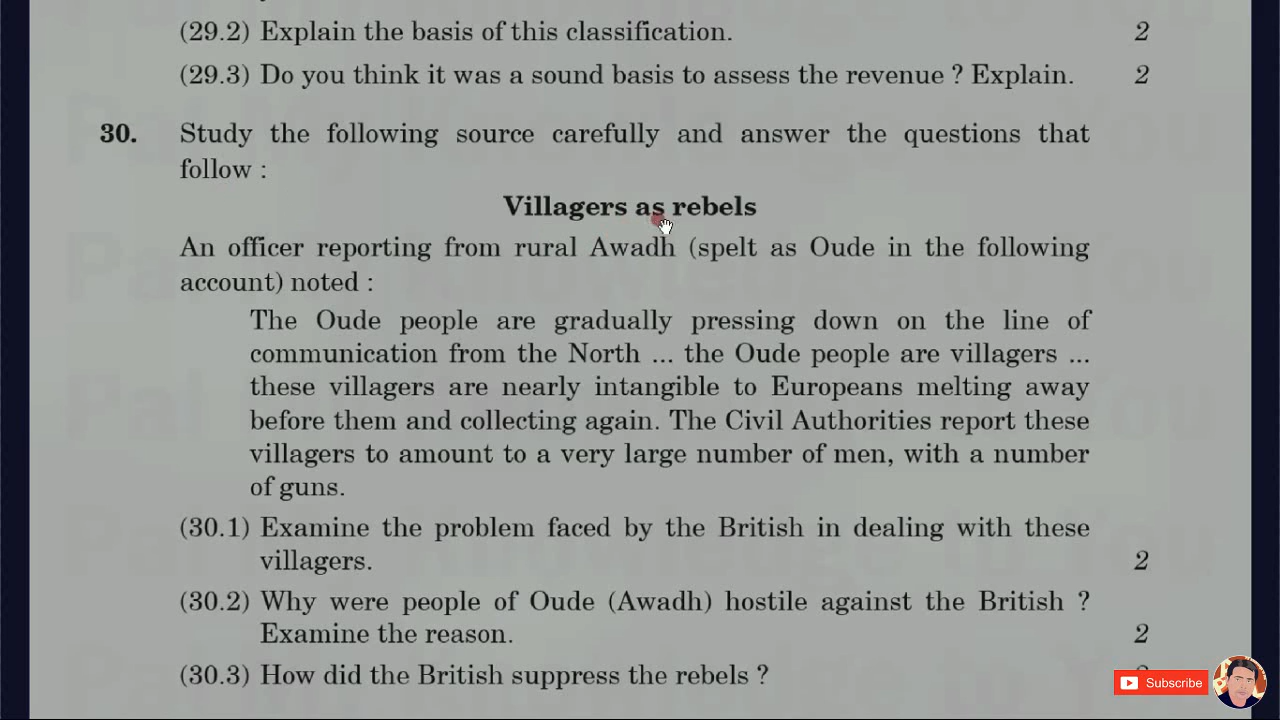 (29.2) Explain the basis of this classification. 2
(29.3) Do you think it was a sound basis to assess the revenue ? Explain. 2
30. Study the following source carefully and answer the questions that
follow :
Villagers as rebels
An officer reporting from rural Awadh (spelt as Oude in the following
account) noted :
The Oude people are gradually pressing down on the line of
communication from the North ... the Oude people are villagers ...
these villagers are nearly intangible to Europeans melting away
before them and collecting again. The Civil Authorities report these
villagers to amount to a very large number of men, with a number
of guns.
(30.1) Examine the problem faced by the British in dealing with these
villagers. 2
(30.2) Why were people of Oude (Awadh) hostile against the British ?
Examine the reason. 2
(30.3) How did the British suppress the rebels ?
Subscribe